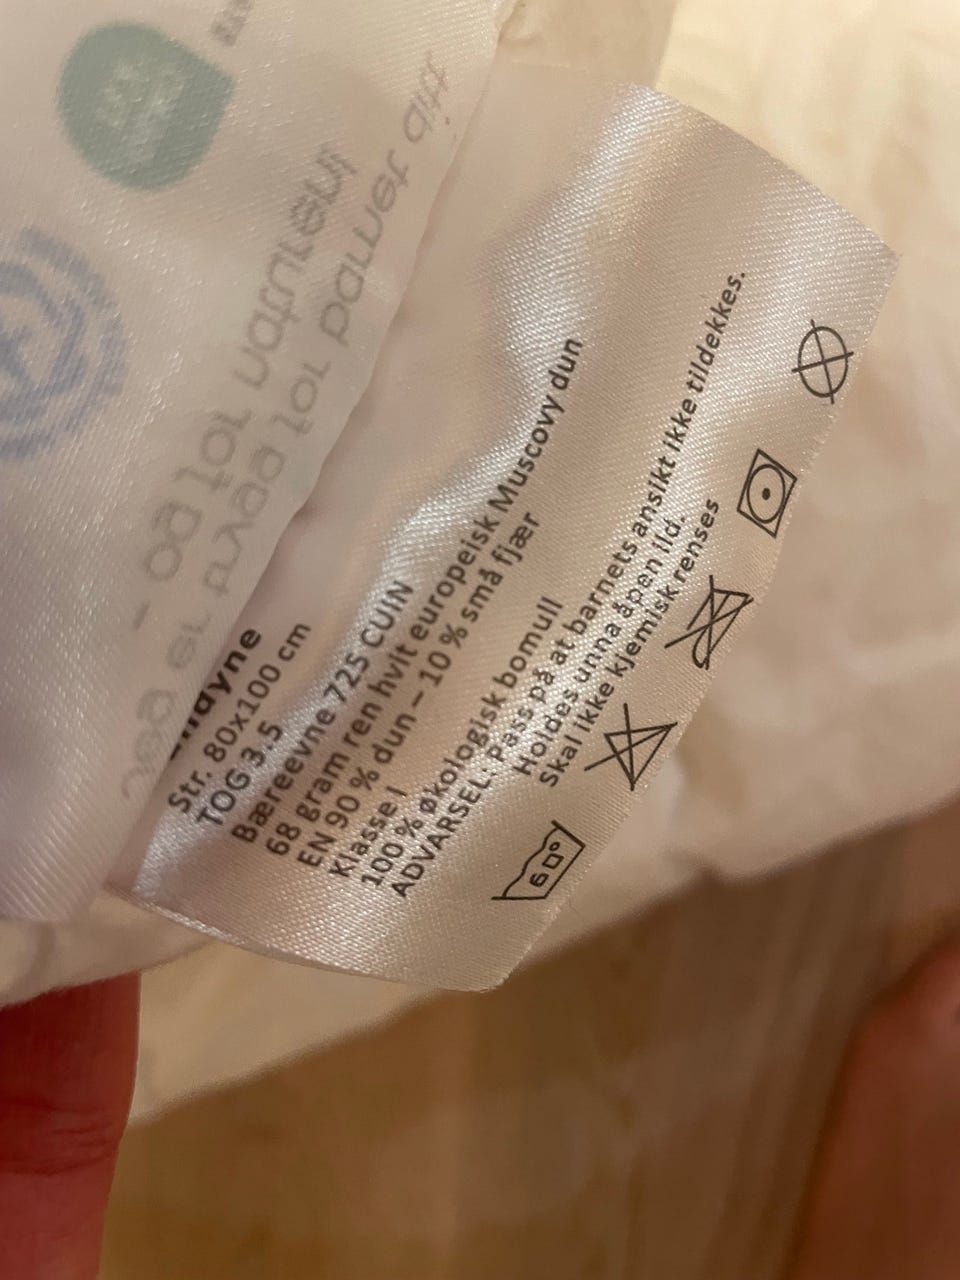 Str. 80x100 cm
TOG 3.5
Bæreevne 725 CUIN
68 gram ren hvit europeisk Muscovy dun
EN 90 % dun – 10 % små fjær
Klasse I
100 % økologisk bomull
ADVARSEL: Pass på at barnets ansikt ikke tildekkes.
Holdes unna åpen ild.
Skal ikke kjemisk renses
60°